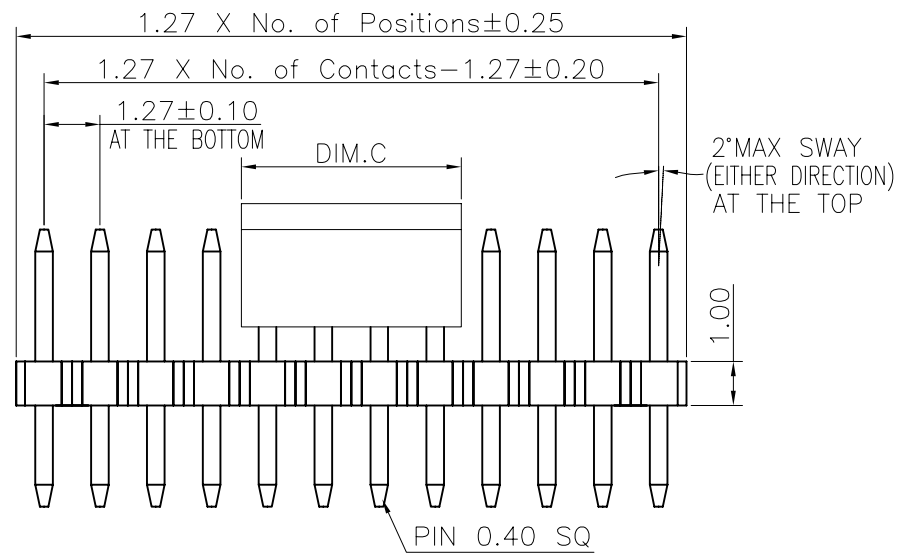 1.27 X No. of Positions±0.25
1.27 X No. of Contacts−1.27±0.20
1.27±0.10
AT THE BOTTOM
DIM.C
2°MAX SWAY
(EITHER DIRECTION)
AT THE TOP
1.00
PIN 0.40 SQ